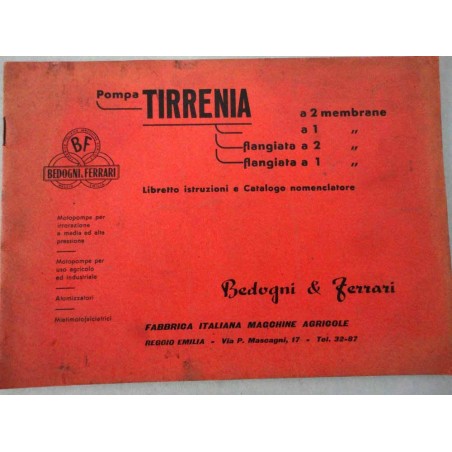 Pompa TIRRENIA
a 2 membrane
a 1 〃
flangiata a 2 〃
flangiata a 1 〃
Libretto istruzioni e Catalogo nomenclatore
BF
BEDOGNI, FERRARI
Motopompe per
irrorazione
a media ed alta
pressione
Motopompe per
uso agricolo
ed industriale
Atomizzatori
Bedogni & Ferrari
FABBRICA ITALIANA MACCHINE AGRICOLE
REGGIO EMILIA - Via P. Mascagni, 17 - Tel. 32-67